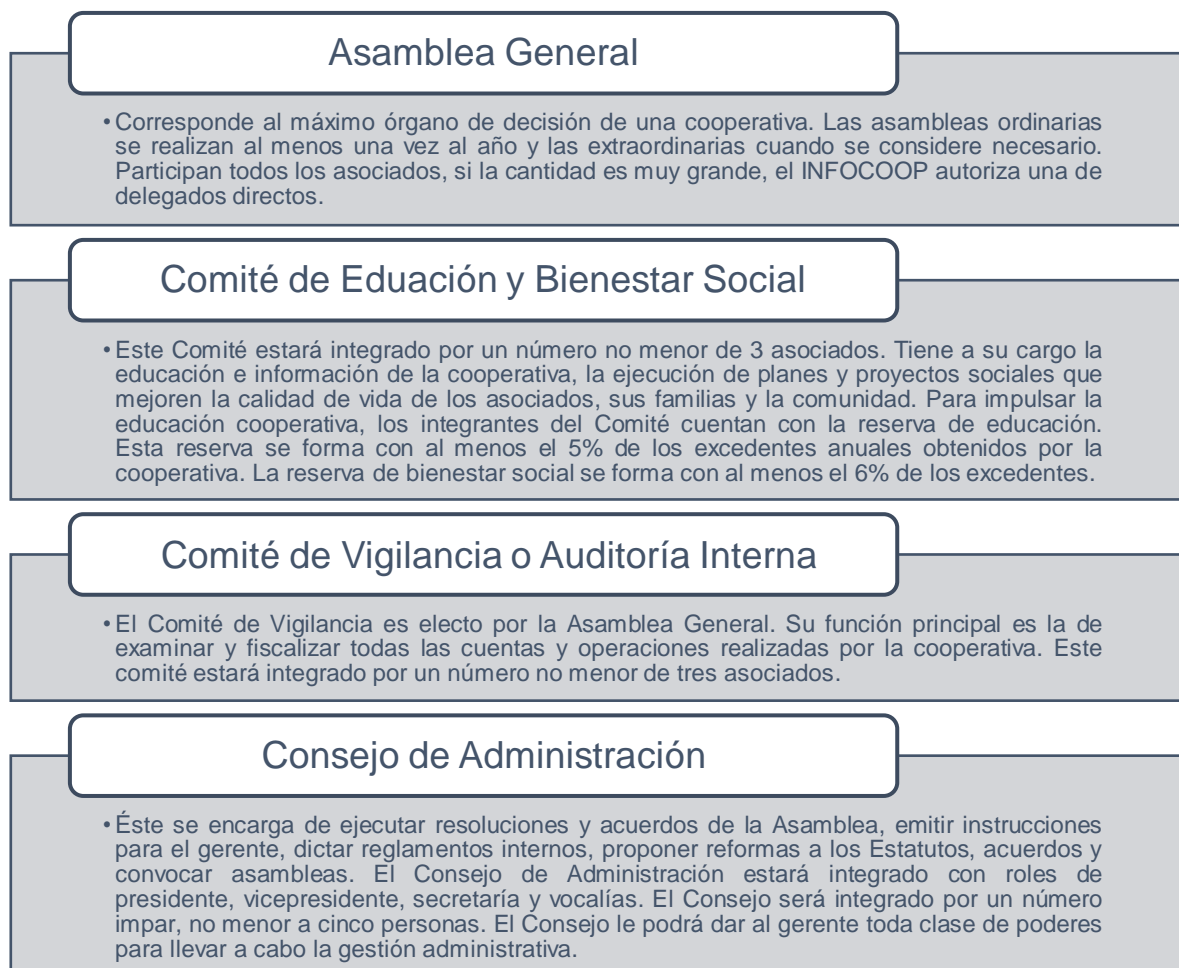 Asamblea General
• Corresponde al máximo órgano de decisión de una cooperativa. Las asambleas ordinarias
se realizan al menos una vez al año y las extraordinarias cuando se considere necesario.
Participan todos los asociados, si la cantidad es muy grande, el INFOCOOP autoriza una de
delegados directos.
Comité de Eduación y Bienestar Social
• Este Comité estará integrado por un número no menor de 3 asociados. Tiene a su cargo la
educación e información de la cooperativa, la ejecución de planes y proyectos sociales que
mejoren la calidad de vida de los asociados, sus familias y la comunidad. Para impulsar la
educación cooperativa, los integrantes del Comité cuentan con la reserva de educación.
Esta reserva se forma con al menos el 5% de los excedentes anuales obtenidos por la
cooperativa. La reserva de bienestar social se forma con al menos el 6% de los excedentes.
Comité de Vigilancia o Auditoría Interna
• El Comité de Vigilancia es electo por la Asamblea General. Su función principal es la de
examinar y fiscalizar todas las cuentas y operaciones realizadas por la cooperativa. Este
comité estará integrado por un número no menor de tres asociados.
Consejo de Administración
• Éste se encarga de ejecutar resoluciones y acuerdos de la Asamblea, emitir instrucciones
para el gerente, dictar reglamentos internos, proponer reformas a los Estatutos, acuerdos y
convocar asambleas. El Consejo de Administración estará integrado con roles de
presidente, vicepresidente, secretaría y vocalías. El Consejo será integrado por un número
impar, no menor a cinco personas. El Consejo le podrá dar al gerente toda clase de poderes
para llevar a cabo la gestión administrativa.